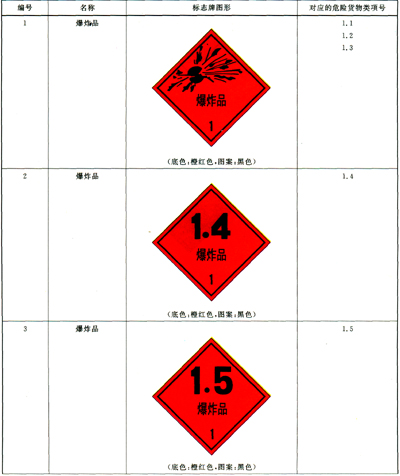 编号 名称 标志牌图形 对应的危险货物类项号
1 爆炸品 1.1
1.2
1.3
爆炸品
1
(底色:橙红色,图案:黑色)
2 爆炸品 1.4
1.4
爆炸品
1
(底色:橙红色,图案:黑色)
3 爆炸品 1.5
1.5
爆炸品
1
(底色:橙红色,图案:黑色)